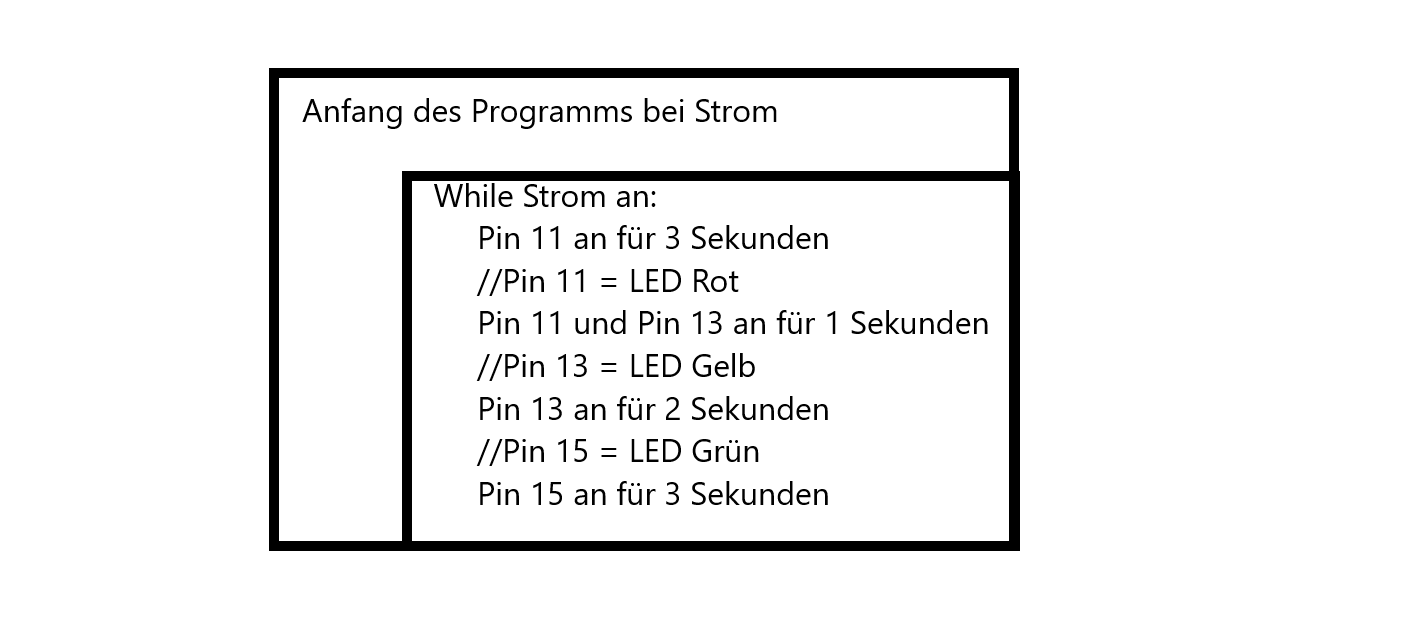 Anfang des Programms bei Strom
While Strom an:
Pin 11 an für 3 Sekunden
//Pin 11 = LED Rot
Pin 11 und Pin 13 an für 1 Sekunden
//Pin 13 = LED Gelb
Pin 13 an für 2 Sekunden
//Pin 15 = LED Grün
Pin 15 an für 3 Sekunden